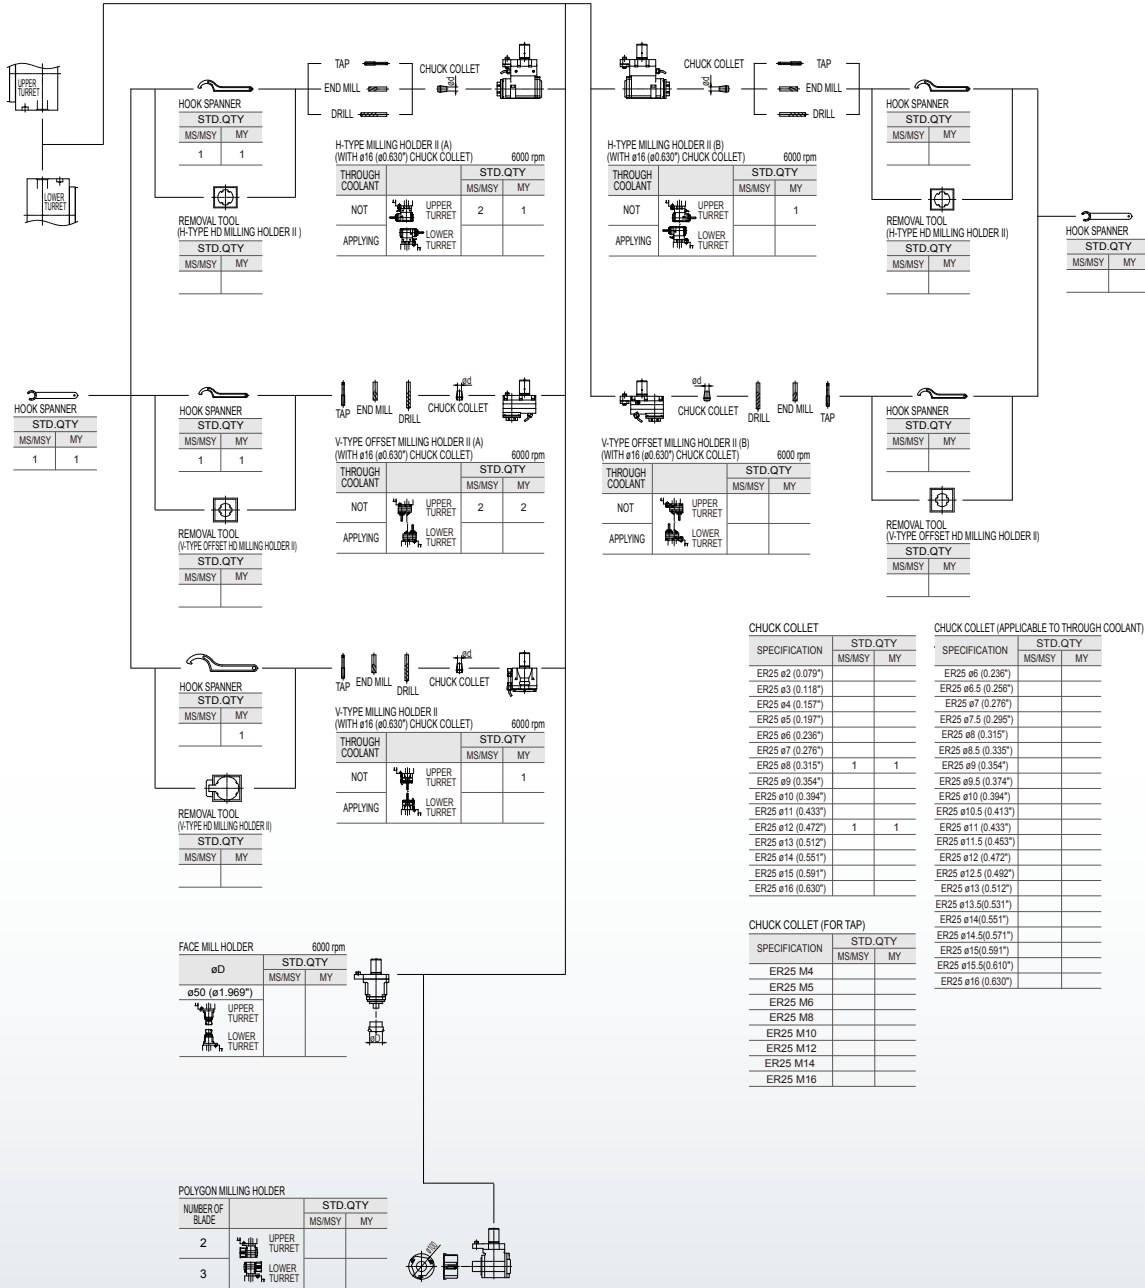 UPPER
TURRET
LOWER
TURRET
HOOK SPANNER
STD.QTY
MS/MSY MY
1 1
REMOVAL TOOL
(H-TYPE HD MILLING HOLDER II )
STD.QTY
MS/MSY MY
TAP
END MILL
DRILL
CHUCK COLLET
ød
H-TYPE MILLING HOLDER II (A)
(WITH ø16 (ø0.630") CHUCK COLLET) 6000 rpm
THROUGH
COOLANT
STD.QTY
MS/MSY MY
NOT UPPER
TURRET 2 1
APPLYING LOWER
TURRET
CHUCK COLLET
ød
TAP
END MILL
DRILL
H-TYPE MILLING HOLDER II (B)
(WITH ø16 (ø0.630") CHUCK COLLET) 6000 rpm
THROUGH
COOLANT
STD.QTY
MS/MSY MY
NOT UPPER
TURRET 1
APPLYING LOWER
TURRET
HOOK SPANNER
STD.QTY
MS/MSY MY
REMOVAL TOOL
(H-TYPE HD MILLING HOLDER II)
STD.QTY
MS/MSY MY
HOOK SPANNER
STD.QTY
MS/MSY MY
HOOK SPANNER
STD.QTY
MS/MSY MY
1 1
HOOK SPANNER
STD.QTY
MS/MSY MY
1 1
REMOVAL TOOL
(V-TYPE OFFSET HD MILLING HOLDER II)
STD.QTY
MS/MSY MY
TAP
END MILL
DRILL
CHUCK COLLET
ød
V-TYPE OFFSET MILLING HOLDER II (A)
(WITH ø16 (ø0.630") CHUCK COLLET) 6000 rpm
THROUGH
COOLANT
STD.QTY
MS/MSY MY
NOT UPPER
TURRET 2 2
APPLYING LOWER
TURRET
ød
CHUCK COLLET
DRILL
END MILL
TAP
V-TYPE OFFSET MILLING HOLDER II (B)
(WITH ø16 (ø0.630") CHUCK COLLET) 6000 rpm
THROUGH
COOLANT
STD.QTY
MS/MSY MY
NOT UPPER
TURRET
APPLYING LOWER
TURRET
HOOK SPANNER
STD.QTY
MS/MSY MY
REMOVAL TOOL
(V-TYPE OFFSET HD MILLING HOLDER II)
STD.QTY
MS/MSY MY
HOOK SPANNER
STD.QTY
MS/MSY MY
1
REMOVAL TOOL
(V-TYPE HD MILLING HOLDER II)
STD.QTY
MS/MSY MY
TAP
END MILL
DRILL
CHUCK COLLET
ød
V-TYPE MILLING HOLDER II
(WITH ø16 (ø0.630") CHUCK COLLET) 6000 rpm
THROUGH
COOLANT
STD.QTY
MS/MSY MY
NOT UPPER
TURRET 1
APPLYING LOWER
TURRET
CHUCK COLLET
SPECIFICATION STD.QTY
MS/MSY MY
ER25 ø2 (0.079")
ER25 ø3 (0.118")
ER25 ø4 (0.157")
ER25 ø5 (0.197")
ER25 ø6 (0.236")
ER25 ø7 (0.276")
ER25 ø8 (0.315") 1 1
ER25 ø9 (0.354")
ER25 ø10 (0.394")
ER25 ø11 (0.433")
ER25 ø12 (0.472") 1 1
ER25 ø13 (0.512")
ER25 ø14 (0.551")
ER25 ø15 (0.591")
ER25 ø16 (0.630")
CHUCK COLLET (APPLICABLE TO THROUGH COOLANT)
SPECIFICATION STD.QTY
MS/MSY MY
ER25 ø6 (0.236")
ER25 ø6.5 (0.256")
ER25 ø7 (0.276")
ER25 ø7.5 (0.295")
ER25 ø8 (0.315")
ER25 ø8.5 (0.335")
ER25 ø9 (0.354")
ER25 ø9.5 (0.374")
ER25 ø10 (0.394")
ER25 ø10.5 (0.413")
ER25 ø11 (0.433")
ER25 ø11.5 (0.453")
ER25 ø12 (0.472")
ER25 ø12.5 (0.492")
ER25 ø13 (0.512")
ER25 ø13.5(0.531")
ER25 ø14(0.551")
ER25 ø14.5(0.571")
ER25 ø15(0.591")
ER25 ø15.5(0.610")
ER25 ø16 (0.630")
CHUCK COLLET (FOR TAP)
SPECIFICATION STD.QTY
MS/MSY MY
ER25 M4
ER25 M5
ER25 M6
ER25 M8
ER25 M10
ER25 M12
ER25 M14
ER25 M16
FACE MILL HOLDER 6000 rpm
øD STD.QTY
MS/MSY MY
ø50 (ø1.969")
UPPER
TURRET
LOWER
TURRET
øD
POLYGON MILLING HOLDER
NUMBER OF
BLADE
STD.QTY
MS/MSY MY
2 UPPER
TURRET
3 LOWER
TURRET
ø100